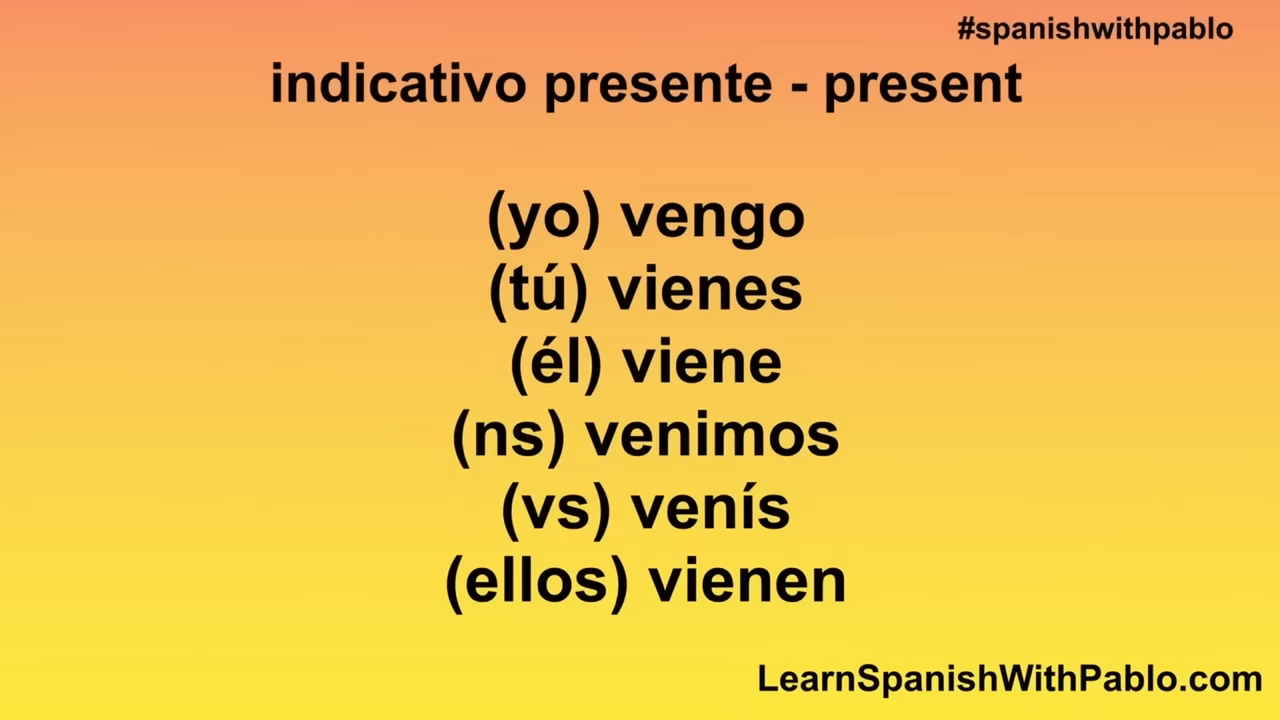 #spanishwithpablo
indicativo presente - present
(yo) vengo
(tú) vienes
(él) viene
(ns) venimos
(vs) venís
(ellos) vienen
LearnSpanishWithPablo.com